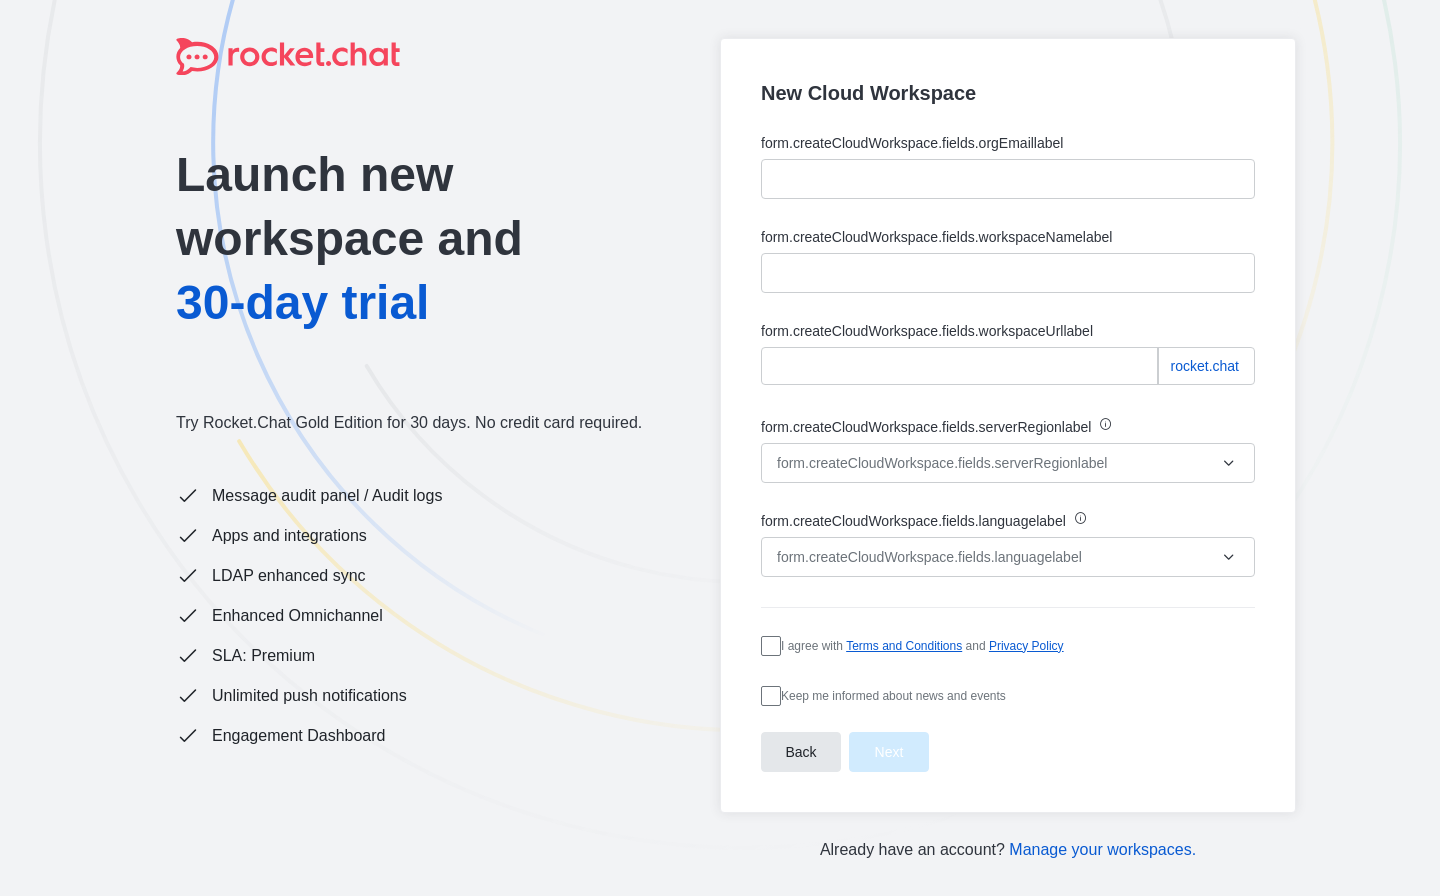 rocket.chat
Launch new
workspace and
30-day trial
Try Rocket.Chat Gold Edition for 30 days. No credit card required.
Message audit panel / Audit logs
Apps and integrations
LDAP enhanced sync
Enhanced Omnichannel
SLA: Premium
Unlimited push notifications
Engagement Dashboard
New Cloud Workspace
form.createCloudWorkspace.fields.orgEmaillabel
form.createCloudWorkspace.fields.workspaceNamelabel
form.createCloudWorkspace.fields.workspaceUrllabel
rocket.chat
form.createCloudWorkspace.fields.serverRegionlabel
form.createCloudWorkspace.fields.serverRegionlabel
form.createCloudWorkspace.fields.languagelabel
form.createCloudWorkspace.fields.languagelabel
I agree with Terms and Conditions and Privacy Policy
Keep me informed about news and events
Back Next
Already have an account? Manage your workspaces.